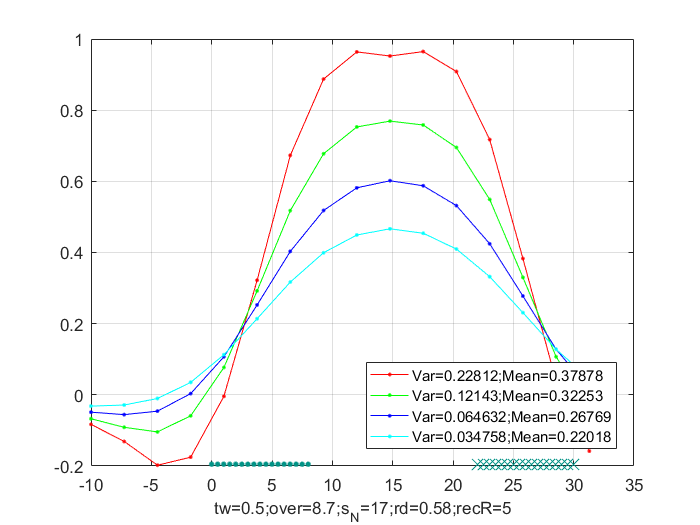 1
0.8
0.6
0.4
0.2
0
-0.2
Var=0.22812;Mean=0.37878
Var=0.12143;Mean=0.32253
Var=0.064632;Mean=0.26769
Var=0.034758;Mean=0.22018
-10 -5 0 5 10 15 20 25 30 35
tw=0.5;over=8.7;s_N=17;rd=0.58;recR=5